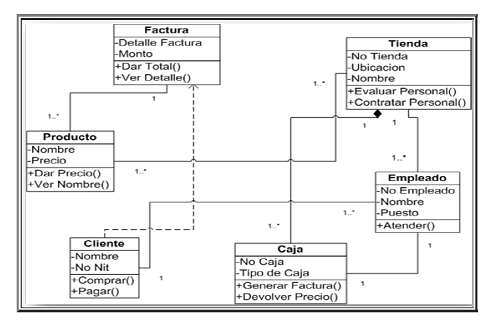 Factura
-Detalle Factura
-Monto
+Dar Total()
+Ver Detalle()
1
1..*
Tienda
-No Tienda
-Ubicacion
-Nombre
+Evaluar Personal()
+Contratar Personal()
1..*
1
1
Producto
-Nombre
-Precio
+Dar Precio()
+Ver Nombre()
1..*
1..*
Empleado
-No Empleado
-Nombre
-Puesto
+Atender()
1..*
1
Cliente
-Nombre
-No Nit
+Comprar()
+Pagar()
1
1..*
Caja
-No Caja
-Tipo de Caja
+Generar Factura()
+Devolver Precio()
1